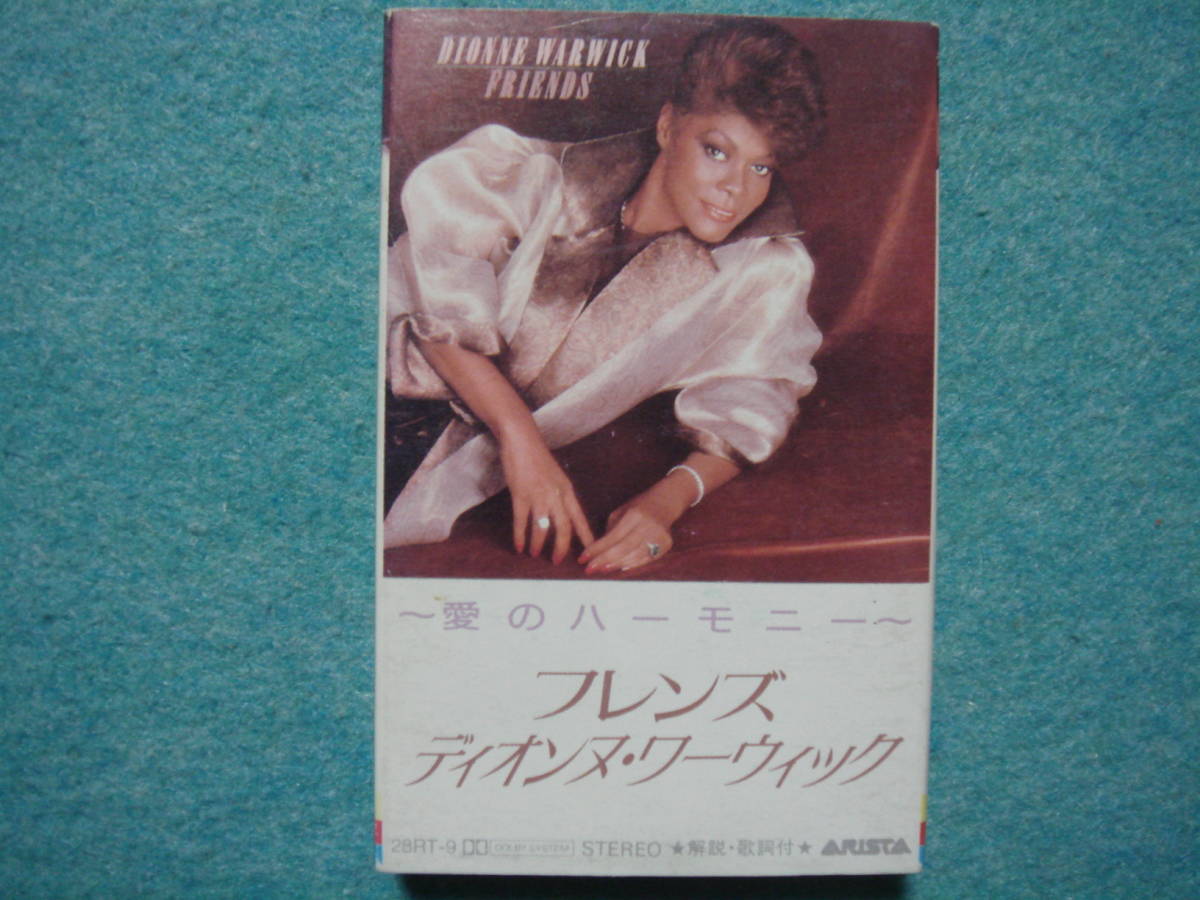 DIONNE WARWICK
FRIENDS
～愛のハーモニー～
フレンズ
ディオンヌ・ワーウィック
28RT-9 DOLBY SYSTEM STEREO ★解説・歌詞付★ ARISTA